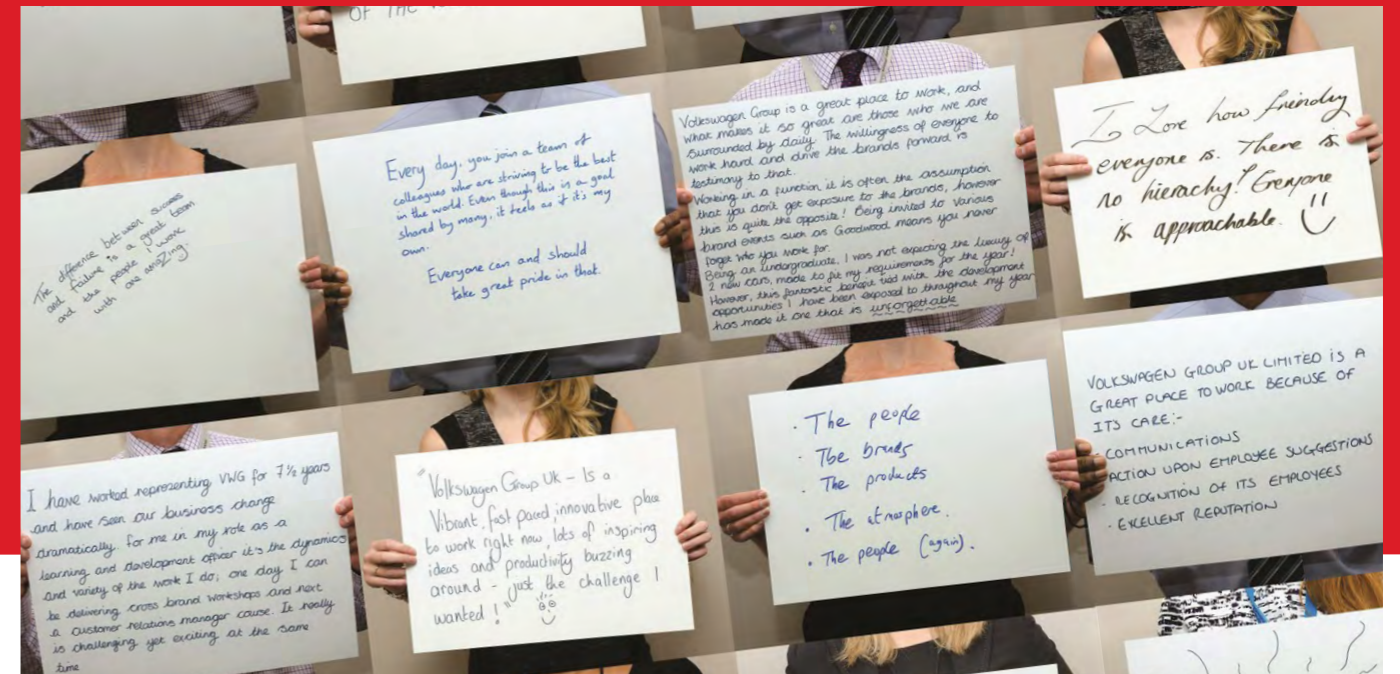 OF THE
The difference between success
and failure is a great team
and the people I work
with are amaZing.
Every day, you join a team of
colleagues who are striving to be the best
in the world. Even though this is a goal
shared by many, it feels as if it's my
own.
Everyone can and should
take great pride in that.
Volkswagen Group is a great place to work, and
what makes it so great are those who we are
surrounded by daily. The willingness of everyone to
work hard and drive the brands forward is
testimony to that.
Working in a function it is often the assumption
that you don't get exposure to the brands, however
this is quite the opposite! Being invited to various
brand events such as Goodwood means you never
forget who you work for.
Being an undergraduate, I was not expecting the luxury of
2 new cars, made to fit my requirements for the year!
However, this fantastic benefit tied with the development
opportunities I have been exposed to throughout my year
has made it one that is unforgettable
I Love how friendly
everyone is. There is
no hierarchy! Everyone
is approachable.
I have worked representing VWG for 7½ years
and have seen our business change
dramatically. For me in my role as a
learning and development officer it's the dynamics
and variety of the work I do; one day I can
be delivering cross brand workshops and next
a customer relations manager cause. It really
is challenging yet exciting at the same
time
"Volkswagen Group UK - Is a
Vibrant, fast paced, innovative place
to work right now, lots of inspiring
ideas and productivity buzzing
around - just the challenge I
wanted!"
· The people
· The brands
· The products
· The atmosphere.
· The people (again).
VOLKSWAGEN GROUP UK LIMITED IS A
GREAT PLACE TO WORK BECAUSE OF
ITS CARE:-
· COMMUNICATIONS
· ACTION UPON EMPLOYEE SUGGESTIONS
· RECOGNITION OF ITS EMPLOYEES
· EXCELLENT REPUTATION